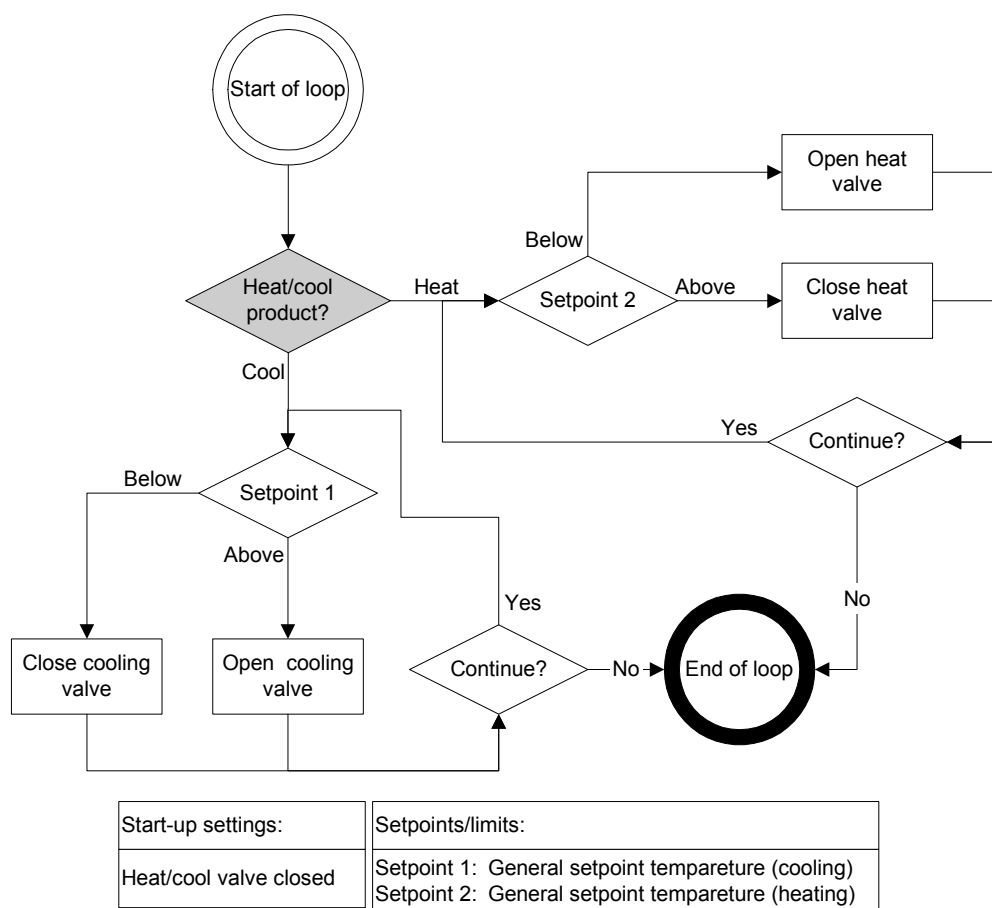 Start of loop
Open heat
valve
Below
Heat/cool
product?
Heat
Setpoint 2
Above
Close heat
valve
Cool
Yes
Continue?
Below
Setpoint 1
Above
Yes
No
Close cooling
valve
Open cooling
valve
Continue?
No
End of loop
Start-up settings:
Heat/cool valve closed
Setpoints/limits:
Setpoint 1: General setpoint tempareture (cooling)
Setpoint 2: General setpoint tempareture (heating)